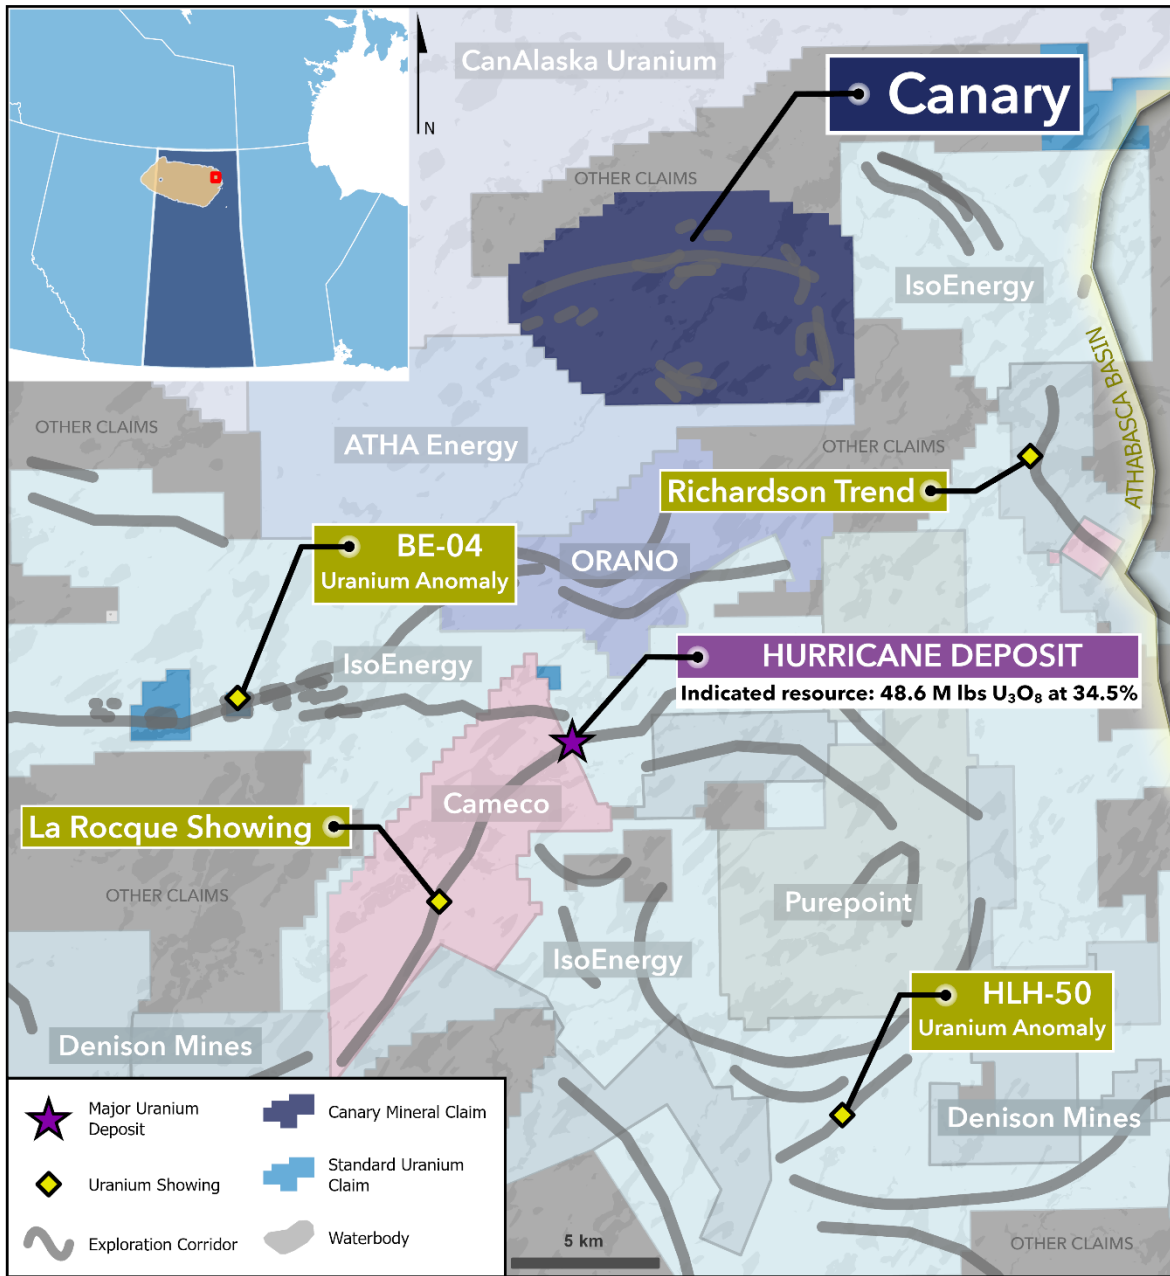 CanAlaska Uranium
Canary
N
OTHER CLAIMS
IsoEnergy
ATHABASCA BASIN
OTHER CLAIMS
ATHA Energy
OTHER CLAIMS
Richardson Trend
BE-04
Uranium Anomaly
ORANO
IsoEnergy
HURRICANE DEPOSIT
Indicated resource: 48.6 M lbs U₃O₈ at 34.5%
Cameco
La Rocque Showing
OTHER CLAIMS
Purepoint
IsoEnergy
HLH-50
Uranium Anomaly
Denison Mines
Denison Mines
Major Uranium
Deposit
Canary Mineral Claim
Uranium Showing
Standard Uranium
Claim
Exploration Corridor
Waterbody
5 km
OTHER CLAIMS